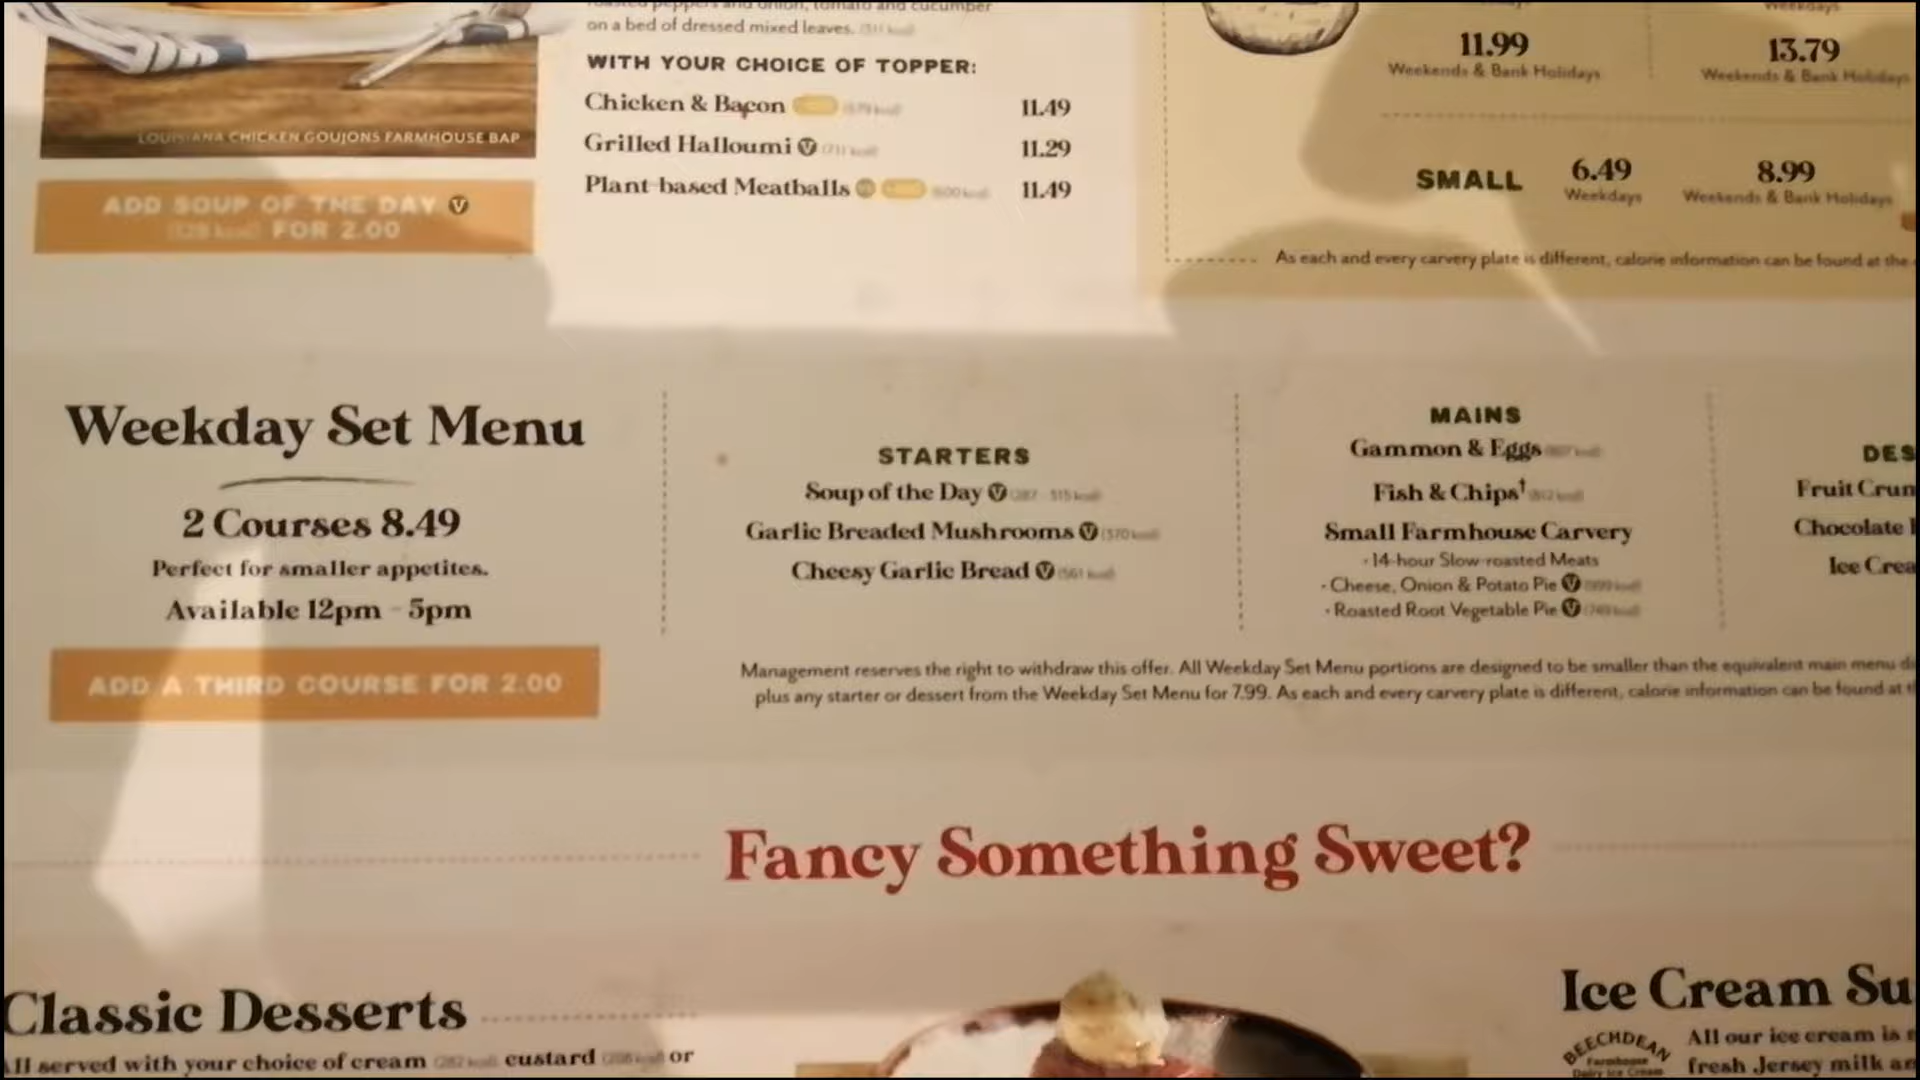 on a bed of dressed mixed leaves.
WITH YOUR CHOICE OF TOPPER:
Chicken & Bacon 11.49
Grilled Halloumi V 11.29
Plant-based Meatballs 11.49
LOUISIANA CHICKEN GOUJONS FARMHOUSE BAP
ADD SOUP OF THE DAY V
FOR 2.00
Weekdays
11.99
Weekends & Bank Holidays
13.79
Weekends & Bank Holidays
SMALL
6.49
Weekdays
8.99
Weekends & Bank Holidays
As each and every carvery plate is different, calorie information can be found at the
Weekday Set Menu
2 Courses 8.49
Perfect for smaller appetites.
Available 12pm - 5pm
ADD A THIRD COURSE FOR 2.00
STARTERS
Soup of the Day V
Garlic Breaded Mushrooms V
Cheesy Garlic Bread V
MAINS
Gammon & Eggs
Fish & Chips†
Small Farmhouse Carvery
· 14-hour Slow-roasted Meats
· Cheese, Onion & Potato Pie V
· Roasted Root Vegetable Pie V
DES
Fruit Crun
Chocolate
Ice Crea
Management reserves the right to withdraw this offer. All Weekday Set Menu portions are designed to be smaller than the equivalent main menu
plus any starter or dessert from the Weekday Set Menu for 7.99. As each and every carvery plate is different, calorie information can be found at
Fancy Something Sweet?
Classic Desserts
All served with your choice of cream custard or
Ice Cream Su
BEECHDEAN
Farmhouse
Dairy Ice Cream
All our ice cream is
fresh Jersey milk